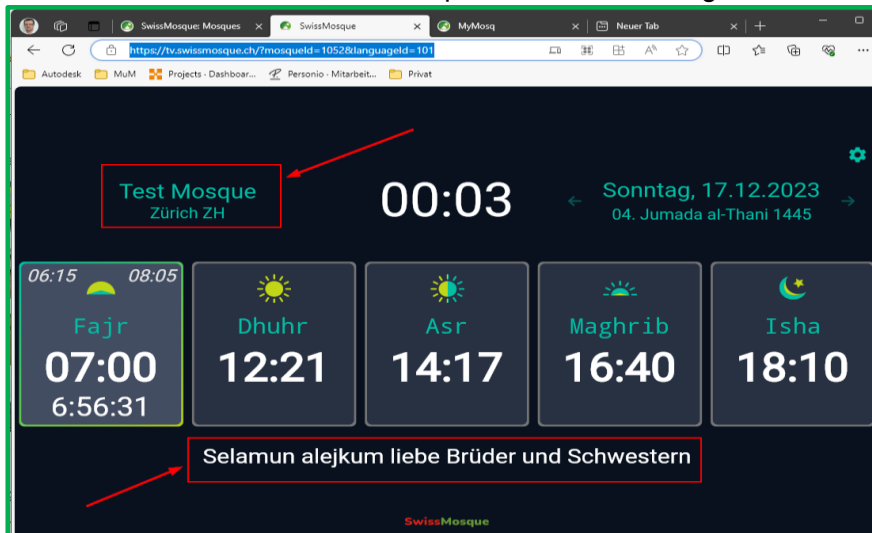 SwissMosque: Mosques
SwissMosque
MyMosq
Neuer Tab
https://tv.swissmosque.ch/?mosqueId=1052&languageId=101
Autodesk
MuM
Projects - Dashboar...
Personio - Mitarbeit...
Privat
Test Mosque
Zürich ZH
00:03
Sonntag, 17.12.2023
04. Jumada al-Thani 1445
06:15
08:05
Fajr
07:00
6:56:31
Dhuhr
12:21
Asr
14:17
Maghrib
16:40
Isha
18:10
Selamun alejkum liebe Brüder und Schwestern
SwissMosque